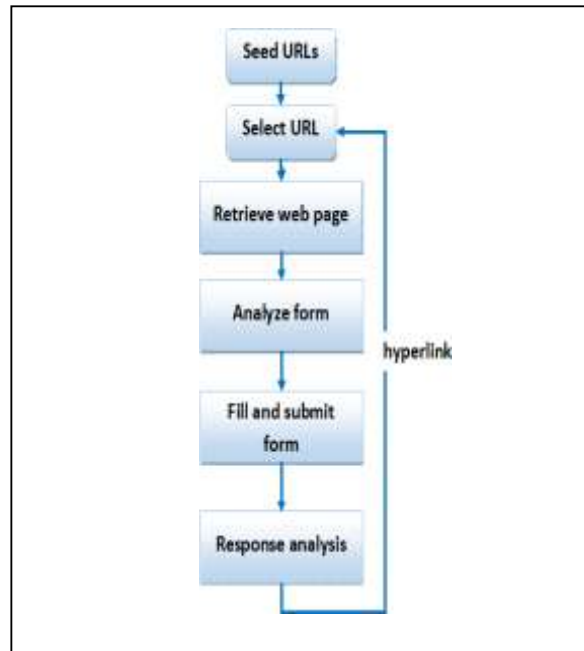 Seed URLs
Select URL
Retrieve web page
Analyze form
hyperlink
Fill and submit
form
Response analysis